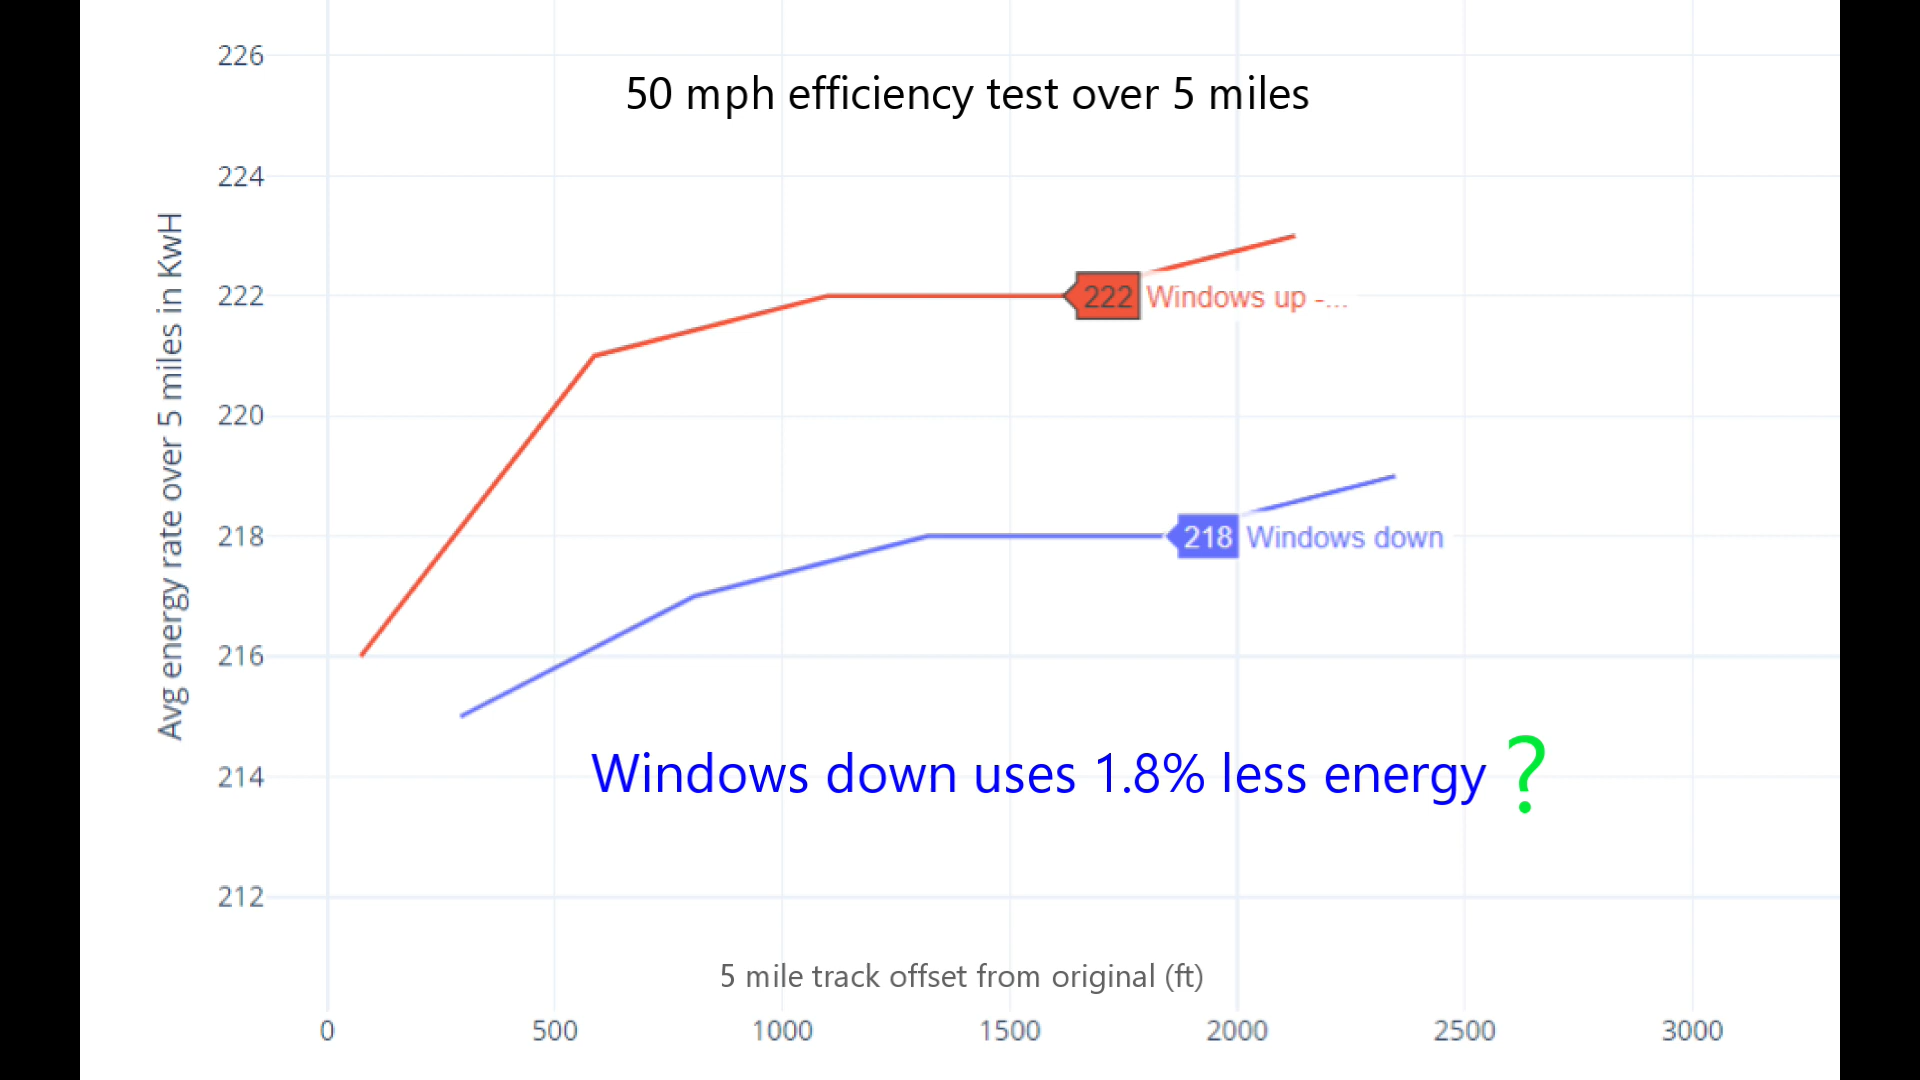 50 mph efficiency test over 5 miles
Avg energy rate over 5 miles in KwH
226
224
222
220
218
216
214
212
222 Windows up -...
218 Windows down
Windows down uses 1.8% less energy ?
5 mile track offset from original (ft)
0 500 1000 1500 2000 2500 3000